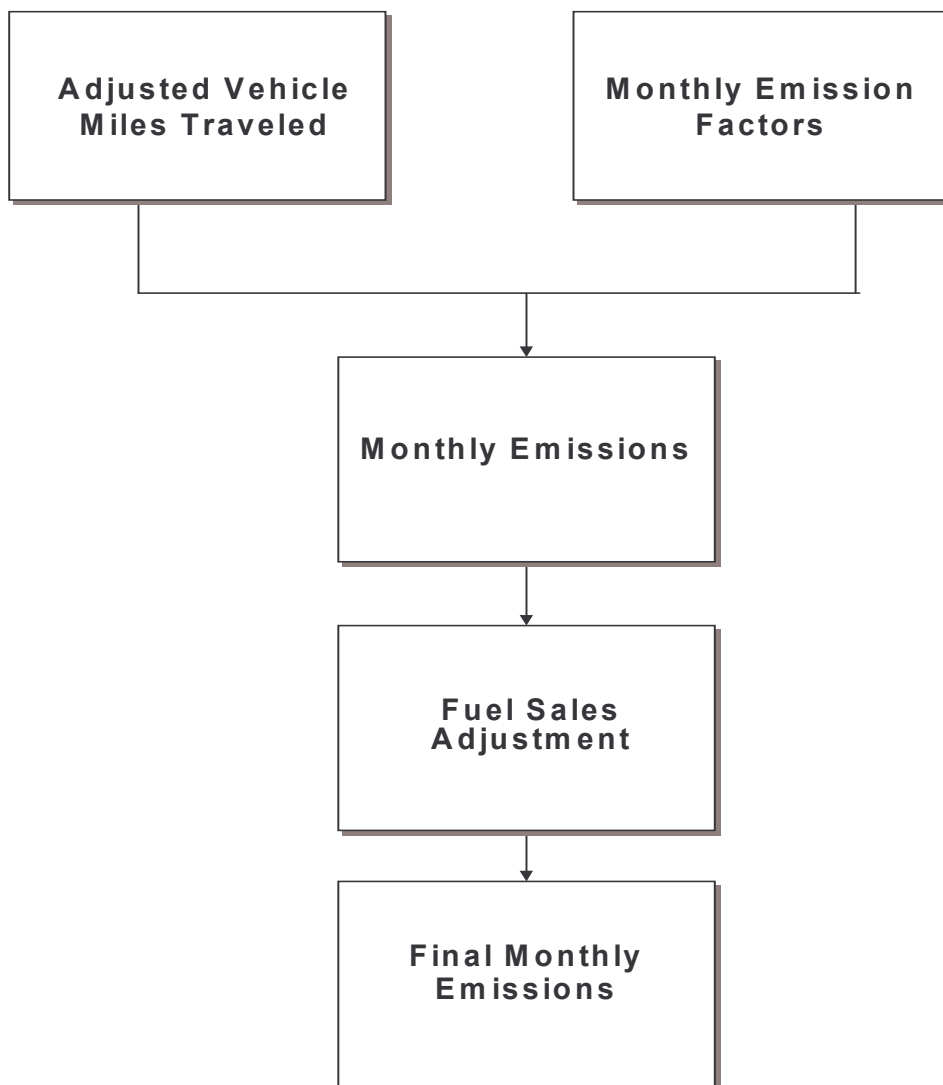 Adjusted Vehicle
Miles Traveled
Monthly Emission
Factors
Monthly Emissions
Fuel Sales
Adjustment
Final Monthly
Emissions